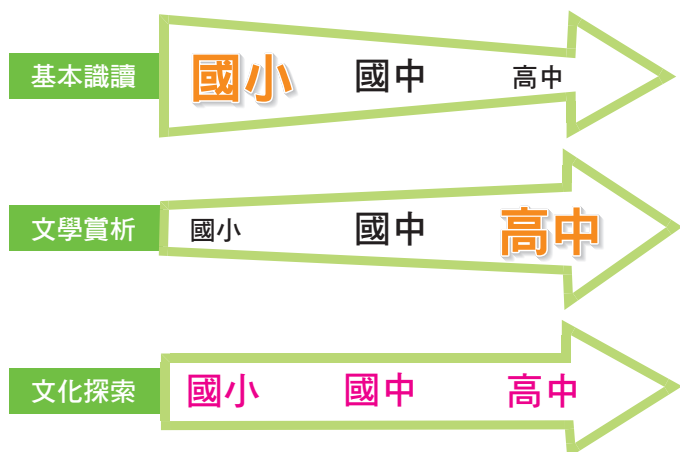 基本識讀 國小 國中 高中
文學賞析 國小 國中 高中
文化探索 國小 國中 高中